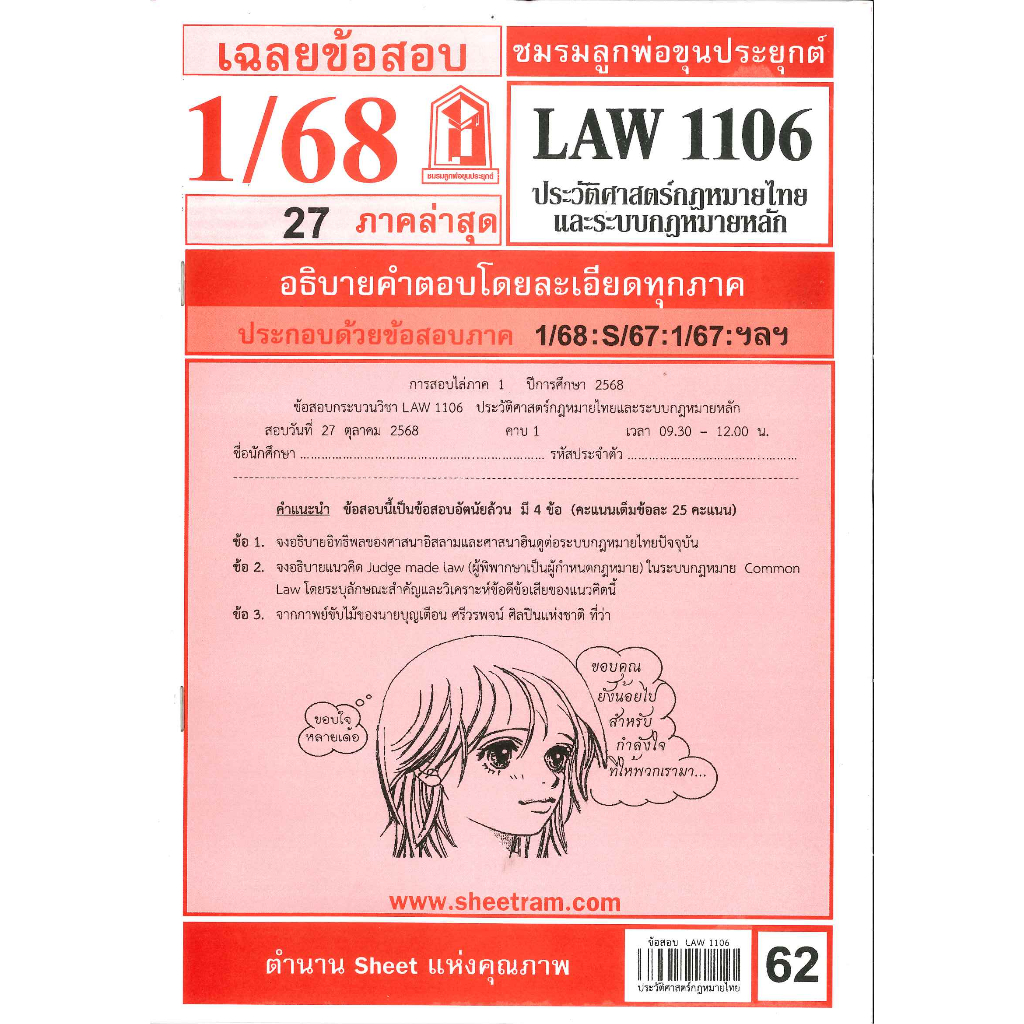 เฉลยข้อสอบ
ชมรมลูกพ่อขุนประยุกต์
1/68
ชมรมลูกพ่อขุนประยุกต์
LAW 1106
ประวัติศาสตร์กฎหมายไทย
และระบบกฎหมายหลัก
27 ภาคล่าสุด
อธิบายคำตอบโดยละเอียดทุกภาค
ประกอบด้วยข้อสอบภาค 1/68:S/67:1/67:ฯลฯ
การสอบไล่ภาค 1 ปีการศึกษา 2568
ข้อสอบกระบวนวิชา LAW 1106 ประวัติศาสตร์กฎหมายไทยและระบบกฎหมายหลัก
สอบวันที่ 27 ตุลาคม 2568 คาบ 1 เวลา 09.30 – 12.00 น.
ชื่อนักศึกษา ................................................................ รหัสประจำตัว ............................................
คำแนะนำ ข้อสอบนี้เป็นข้อสอบอัตนัยล้วน มี 4 ข้อ (คะแนนเต็มข้อละ 25 คะแนน)
ข้อ 1. จงอธิบายอิทธิพลของศาสนาอิสลามและศาสนาฮินดูต่อระบบกฎหมายไทยปัจจุบัน
ข้อ 2. จงอธิบายแนวคิด Judge made law (ผู้พิพากษาเป็นผู้กำหนดกฎหมาย) ในระบบกฎหมาย Common
Law โดยระบุลักษณะสำคัญและวิเคราะห์ข้อดีข้อเสียของแนวคิดนี้
ข้อ 3. จากกาพย์ขับไม้ของนายบุญเตือน ศรีวรพจน์ ศิลปินแห่งชาติ ที่ว่า
ขอบใจ
หลายเด้อ
ขอบคุณ
ยังน้อยไป
สำหรับ
กำลังใจ
ที่ให้พวกเรามา...
www.sheetram.com
ตำนาน Sheet แห่งคุณภาพ
ข้อสอบ LAW 1106
ประวัติศาสตร์กฎหมายไทย
62